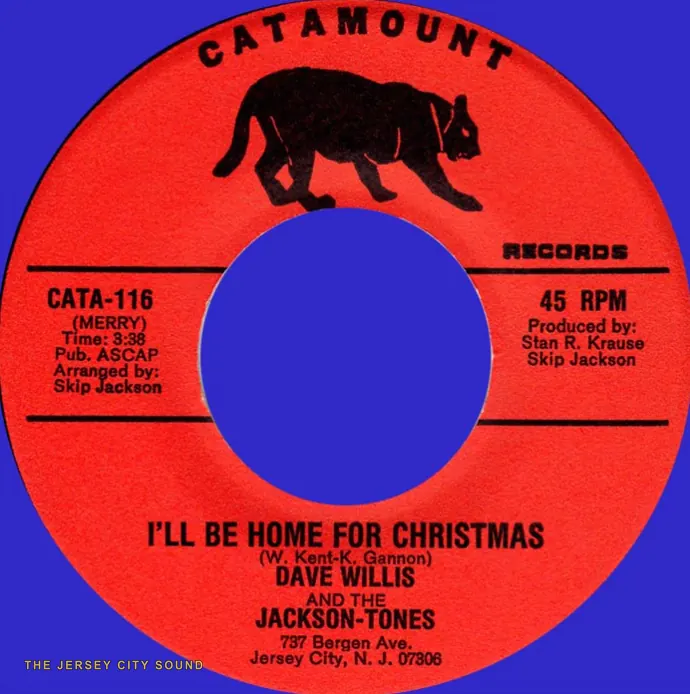 CATAMOUNT
RECORDS
CATA-116
(MERRY)
Time: 3:38
Pub. ASCAP
Arranged by:
Skip Jackson
45 RPM
Produced by:
Stan R. Krause
Skip Jackson
I'LL BE HOME FOR CHRISTMAS
(W. Kent-K. Gannon)
DAVE WILLIS
AND THE
JACKSON-TONES
737 Bergen Ave.
Jersey City, N. J. 07306
THE JERSEY CITY SOUND